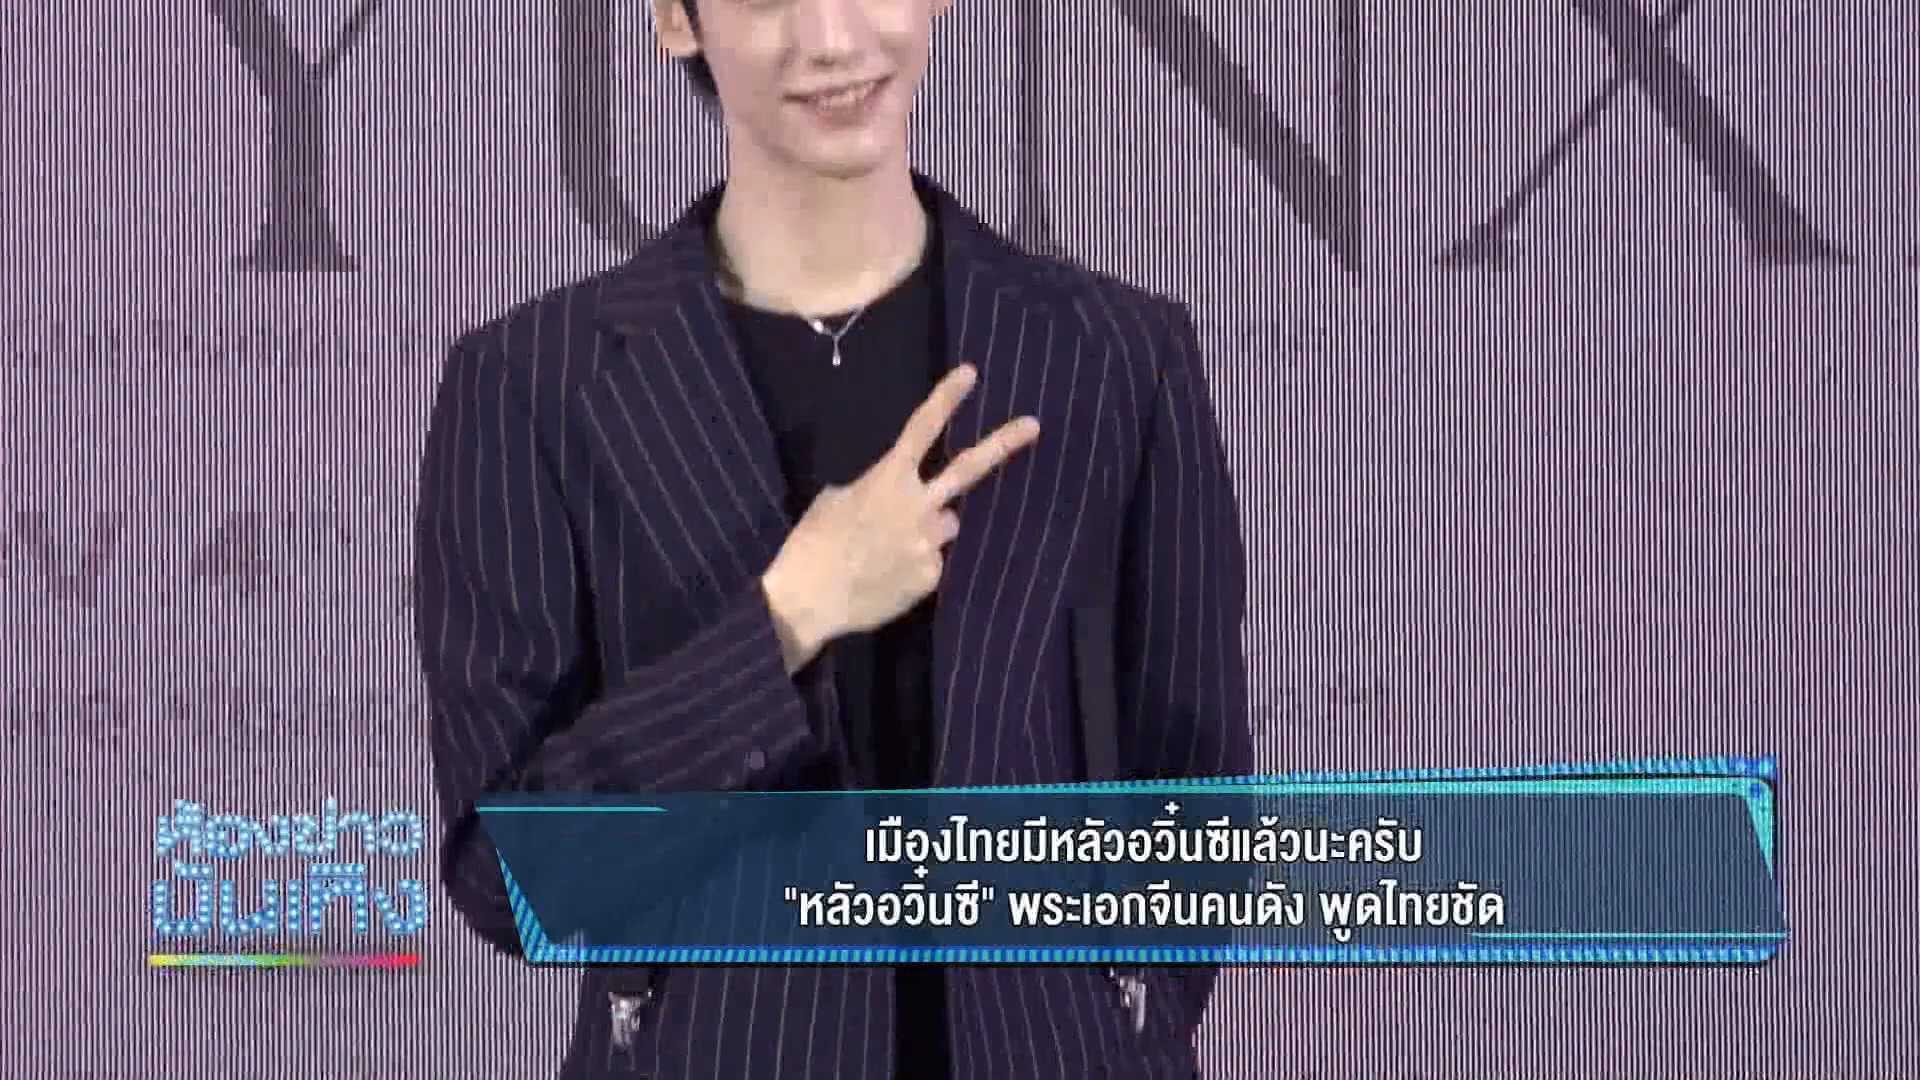 YUNX
ห้องข่าว
บันเทิง
เมืองไทยมีหลัวอวิ๋นซีแล้วนะครับ
"หลัวอวิ๋นซี" พระเอกจีนคนดัง พูดไทยชัด